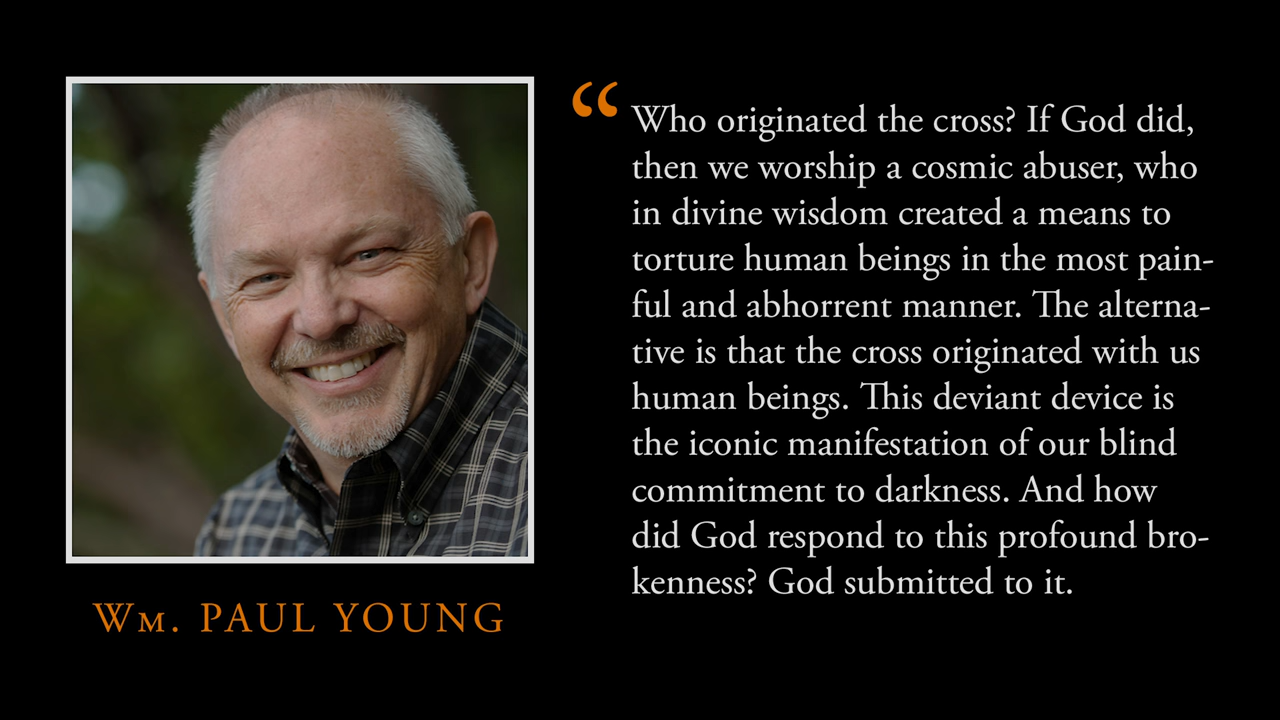 “Who originated the cross? If God did,
then we worship a cosmic abuser, who
in divine wisdom created a means to
torture human beings in the most pain-
ful and abhorrent manner. The alterna-
tive is that the cross originated with us
human beings. This deviant device is
the iconic manifestation of our blind
commitment to darkness. And how
did God respond to this profound bro-
kenness? God submitted to it.
Wm. PAUL YOUNG